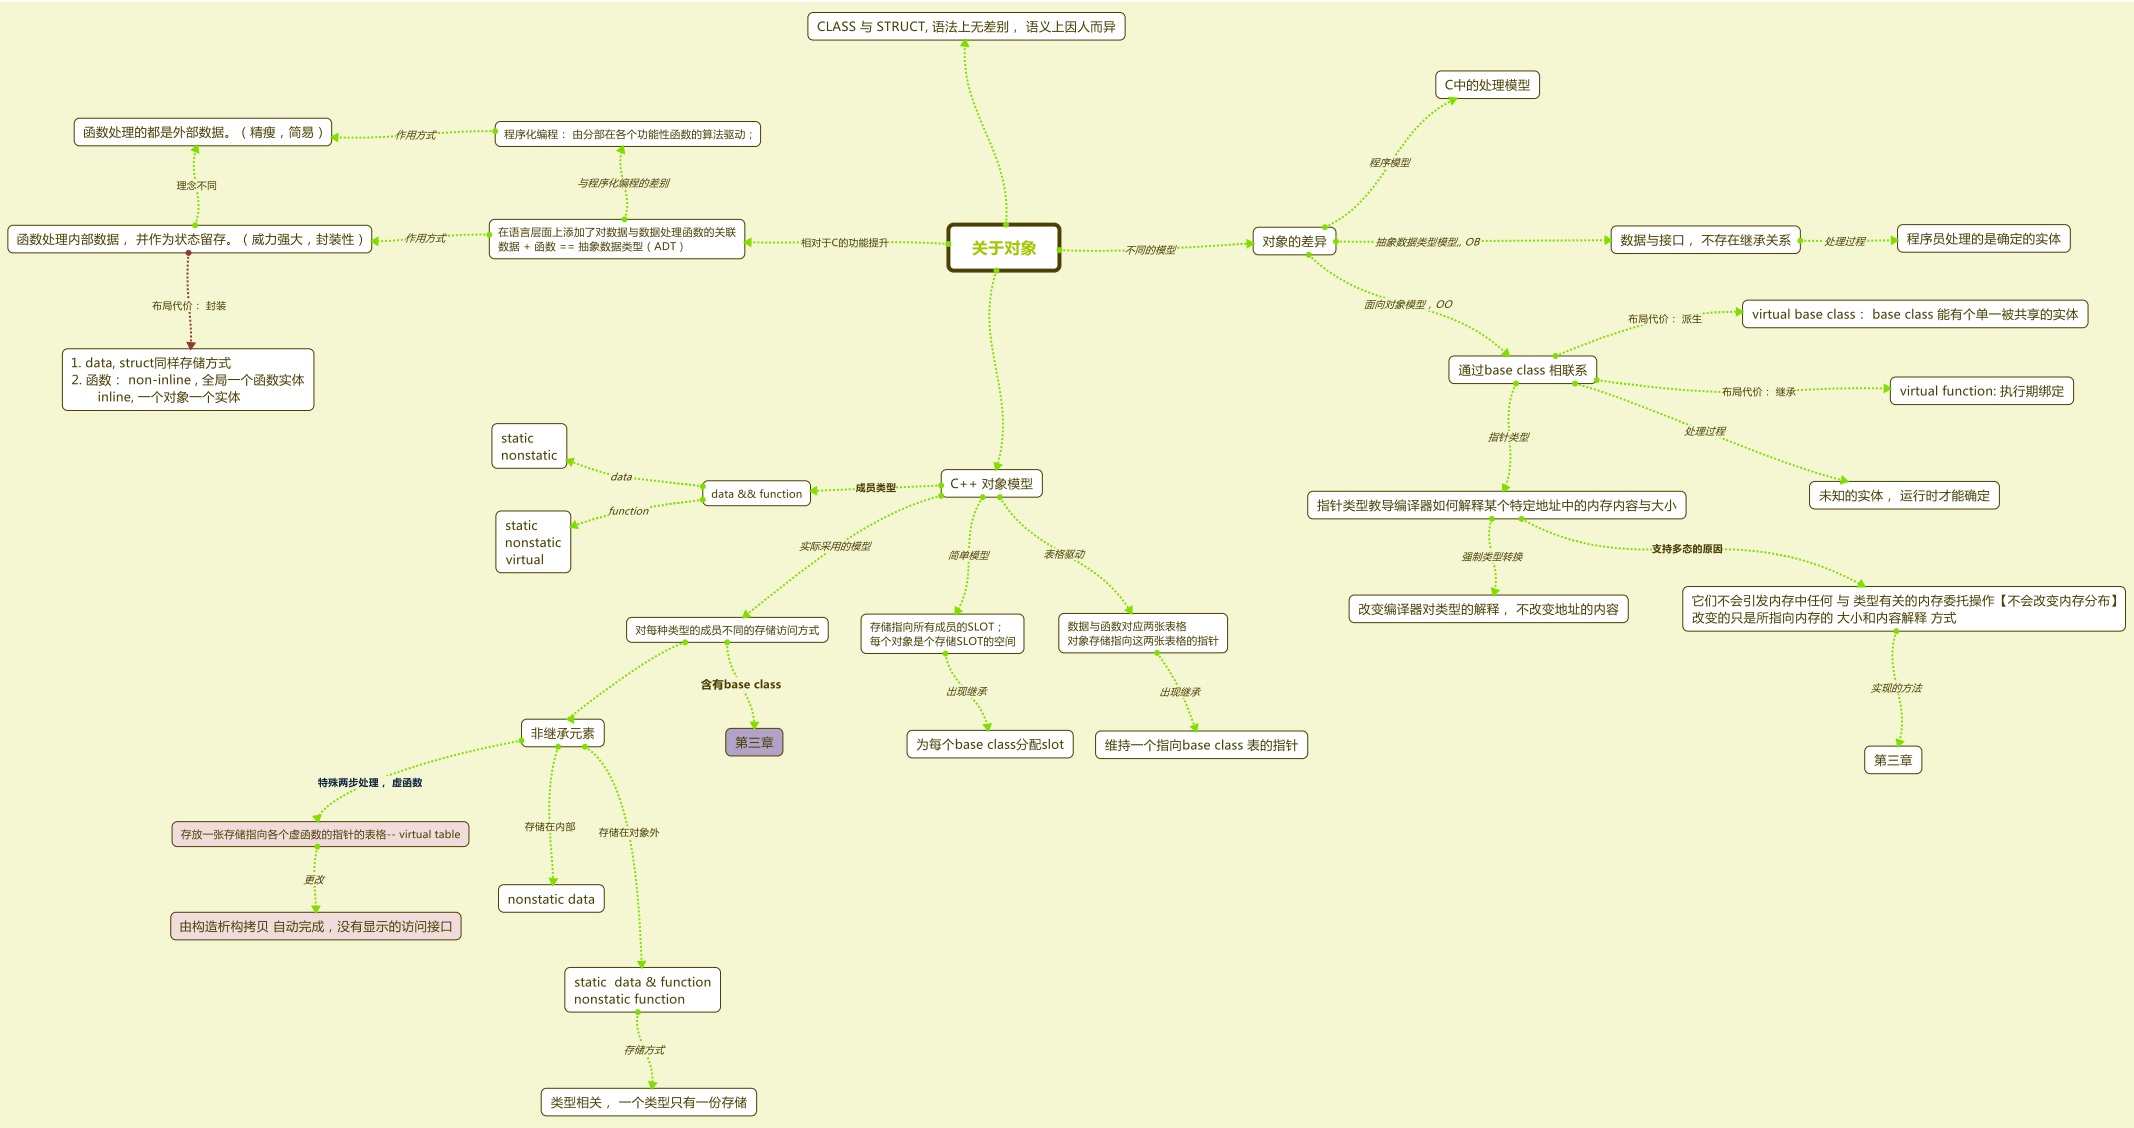 CLASS 与 STRUCT, 语法上无差别， 语义上因人而异
C中的处理模型
函数处理的都是外部数据。（精瘦，简易）
作用方式
程序化编程： 由分部在各个功能性函数的算法驱动；
程序模型
理念不同
与程序化编程的差别
函数处理内部数据， 并作为状态留存。（威力强大，封装性）
作用方式
在语言层面上添加了对数据与数据处理函数的关联
数据 + 函数 == 抽象数据类型（ADT）
相对于C的功能提升
关于对象
不同的模型
对象的差异
抽象数据类型模型,, OB
数据与接口， 不存在继承关系
处理过程
程序员处理的是确定的实体
布局代价： 封装
面向对象模型，OO
布局代价： 派生
virtual base class： base class 能有个单一被共享的实体
1. data, struct同样存储方式
2. 函数： non-inline , 全局一个函数实体
inline, 一个对象一个实体
通过base class 相联系
布局代价： 继承
virtual function: 执行期绑定
static
nonstatic
指针类型
处理过程
data
data && function
成员类型
C++ 对象模型
function
static
nonstatic
virtual
指针类型教导编译器如何解释某个特定地址中的内存内容与大小
未知的实体， 运行时才能确定
实际采用的模型
简单模型
表格驱动
强制类型转换
支持多态的原因
改变编译器对类型的解释， 不改变地址的内容
它们不会引发内存中任何 与 类型有关的内存委托操作【不会改变内存分布】
改变的只是所指向内存的 大小和内容解释 方式
对每种类型的成员不同的存储访问方式
存储指向所有成员的SLOT；
每个对象是个存储SLOT的空间
数据与函数对应两张表格
对象存储指向这两张表格的指针
含有base class
出现继承
出现继承
实现的方法
非继承元素
第三章
为每个base class分配slot
维持一个指向base class 表的指针
第三章
特殊两步处理， 虚函数
存放一张存储指向各个虚函数的指针的表格-- virtual table
存储在内部
存储在对象外
更改
nonstatic data
由构造析构拷贝 自动完成，没有显示的访问接口
static  data & function
nonstatic function
存储方式
类型相关， 一个类型只有一份存储